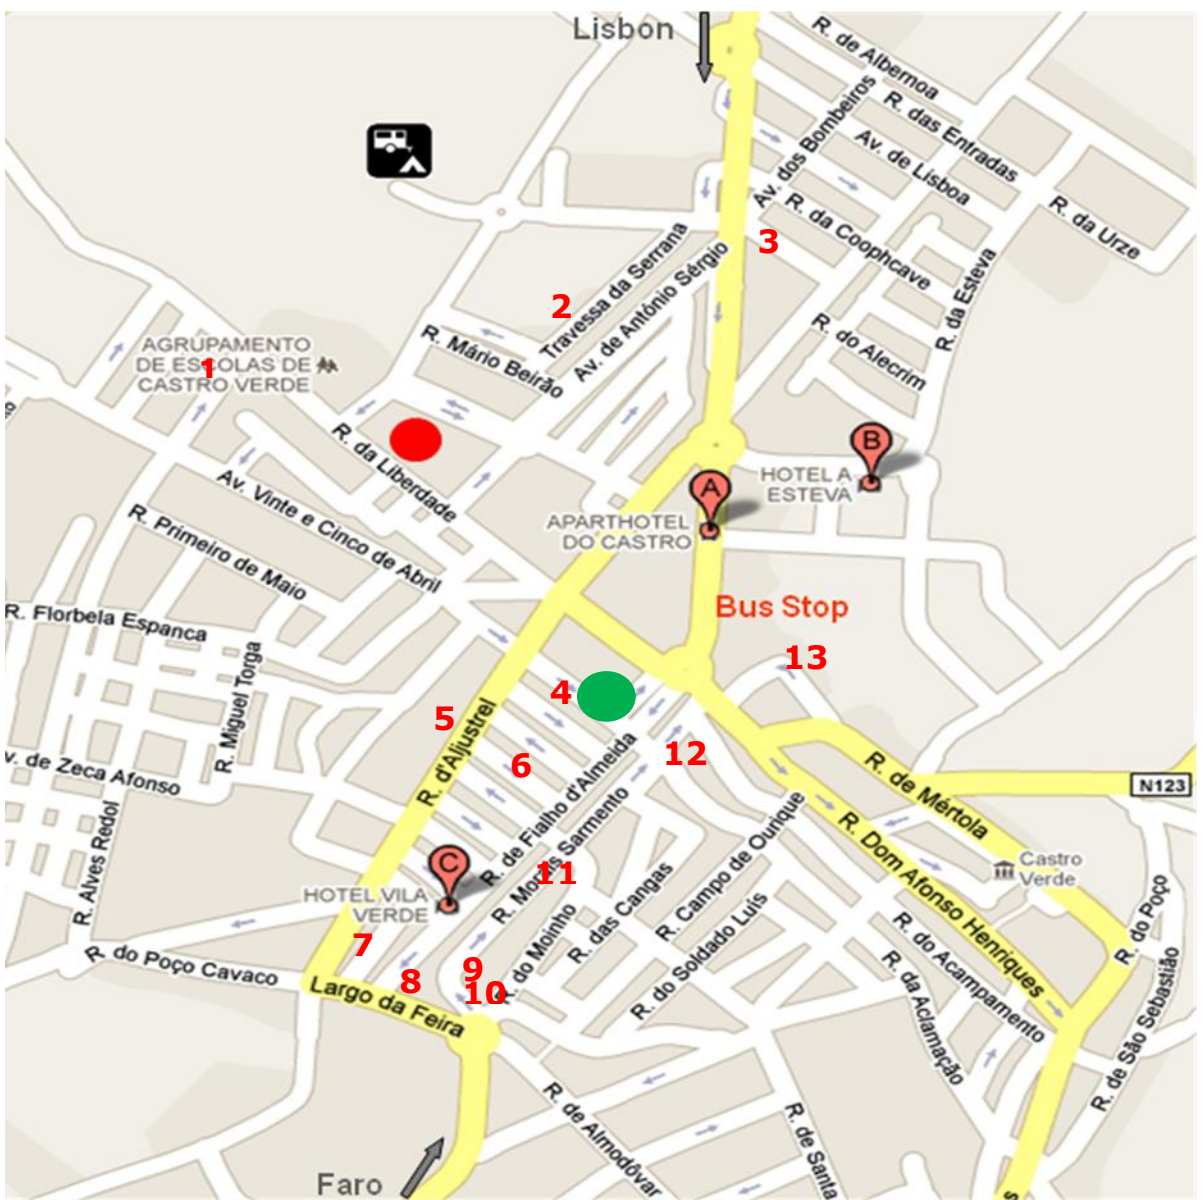 Lisbon
R. de Albernoa
R. das Entradas
Av. dos Bombeiros
Av. de Lisboa
R. da Urze
R. da Coophcave
3
R. da Esteva
Travessa da Serrana
Av. de António Sérgio
2
R. Mário Beirão
R. do Alecrim
AGRUPAMENTO
DE ESCOLAS DE
CASTRO VERDE
1
R. da Liberdade
B
HOTEL A
ESTEVA
A
APARTHOTEL
DO CASTRO
Av. Vinte e Cinco de Abril
R. Primeiro de Maio
R. Florbela Espanca
Bus Stop
13
R. Miguel Torga
4
5
R. d'Aljustrel
6
12
v. de Zeca Afonso
R. de Fialho d'Almeida
R. de Mértola
N123
R. Alves Redol
R. Morais Sarmento
11
R. Campo de Ourique
R. Dom Afonso Henriques
Castro
Verde
C
HOTEL VILA
VERDE
R. das Cangas
R. do Soldado Luís
R. do Moinho
R. do Poço
R. do Acampamento
R. da Aclamação
R. de São Sebastião
7
8
9
10
R. do Poço Cavaco
Largo da Feira
R. de Almodôvar
R. de Santa
Faro